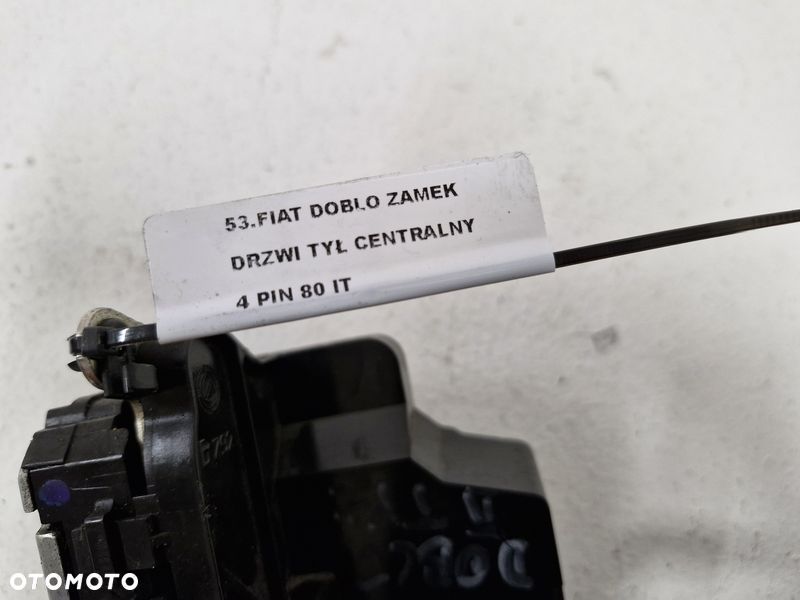 53.FIAT DOBLO ZAMEK
DRZWI TYŁ CENTRALNY
4 PIN 80 IT
OTOMOTO